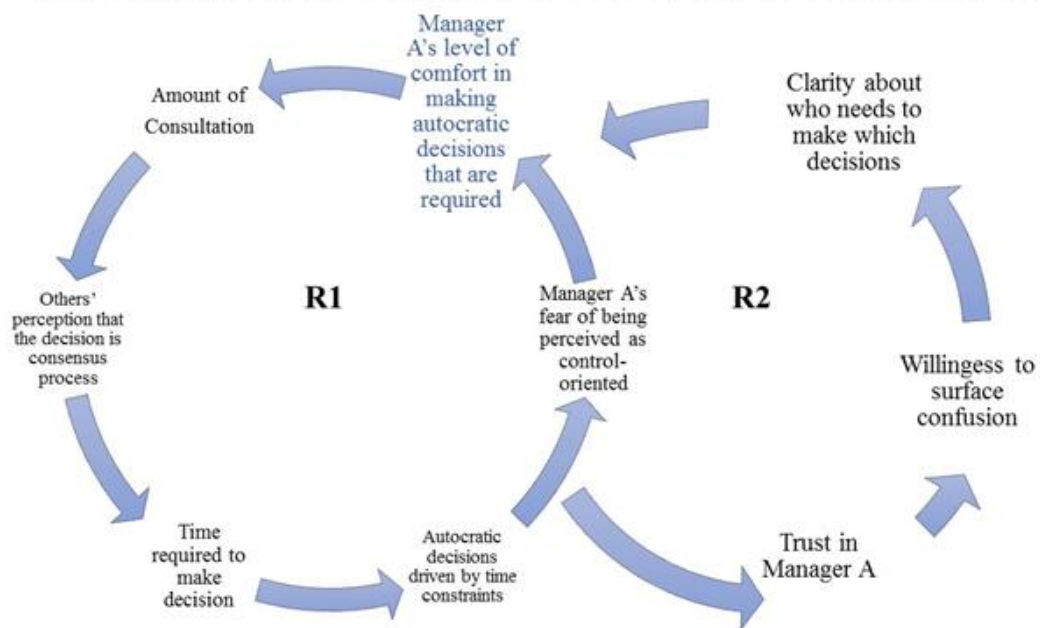 Manager
A's level of
comfort in
making
autocratic
decisions
that are
required
Amount of
Consultation
Clarity about
who needs to
make which
decisions
Others'
perception that
the decision is
consensus
process
R1
Manager A's
fear of being
perceived as
control-
oriented
R2
Willingess to
surface
confusion
Time
required to
make
decision
Autocratic
decisions
driven by time
constraints
Trust in
Manager A